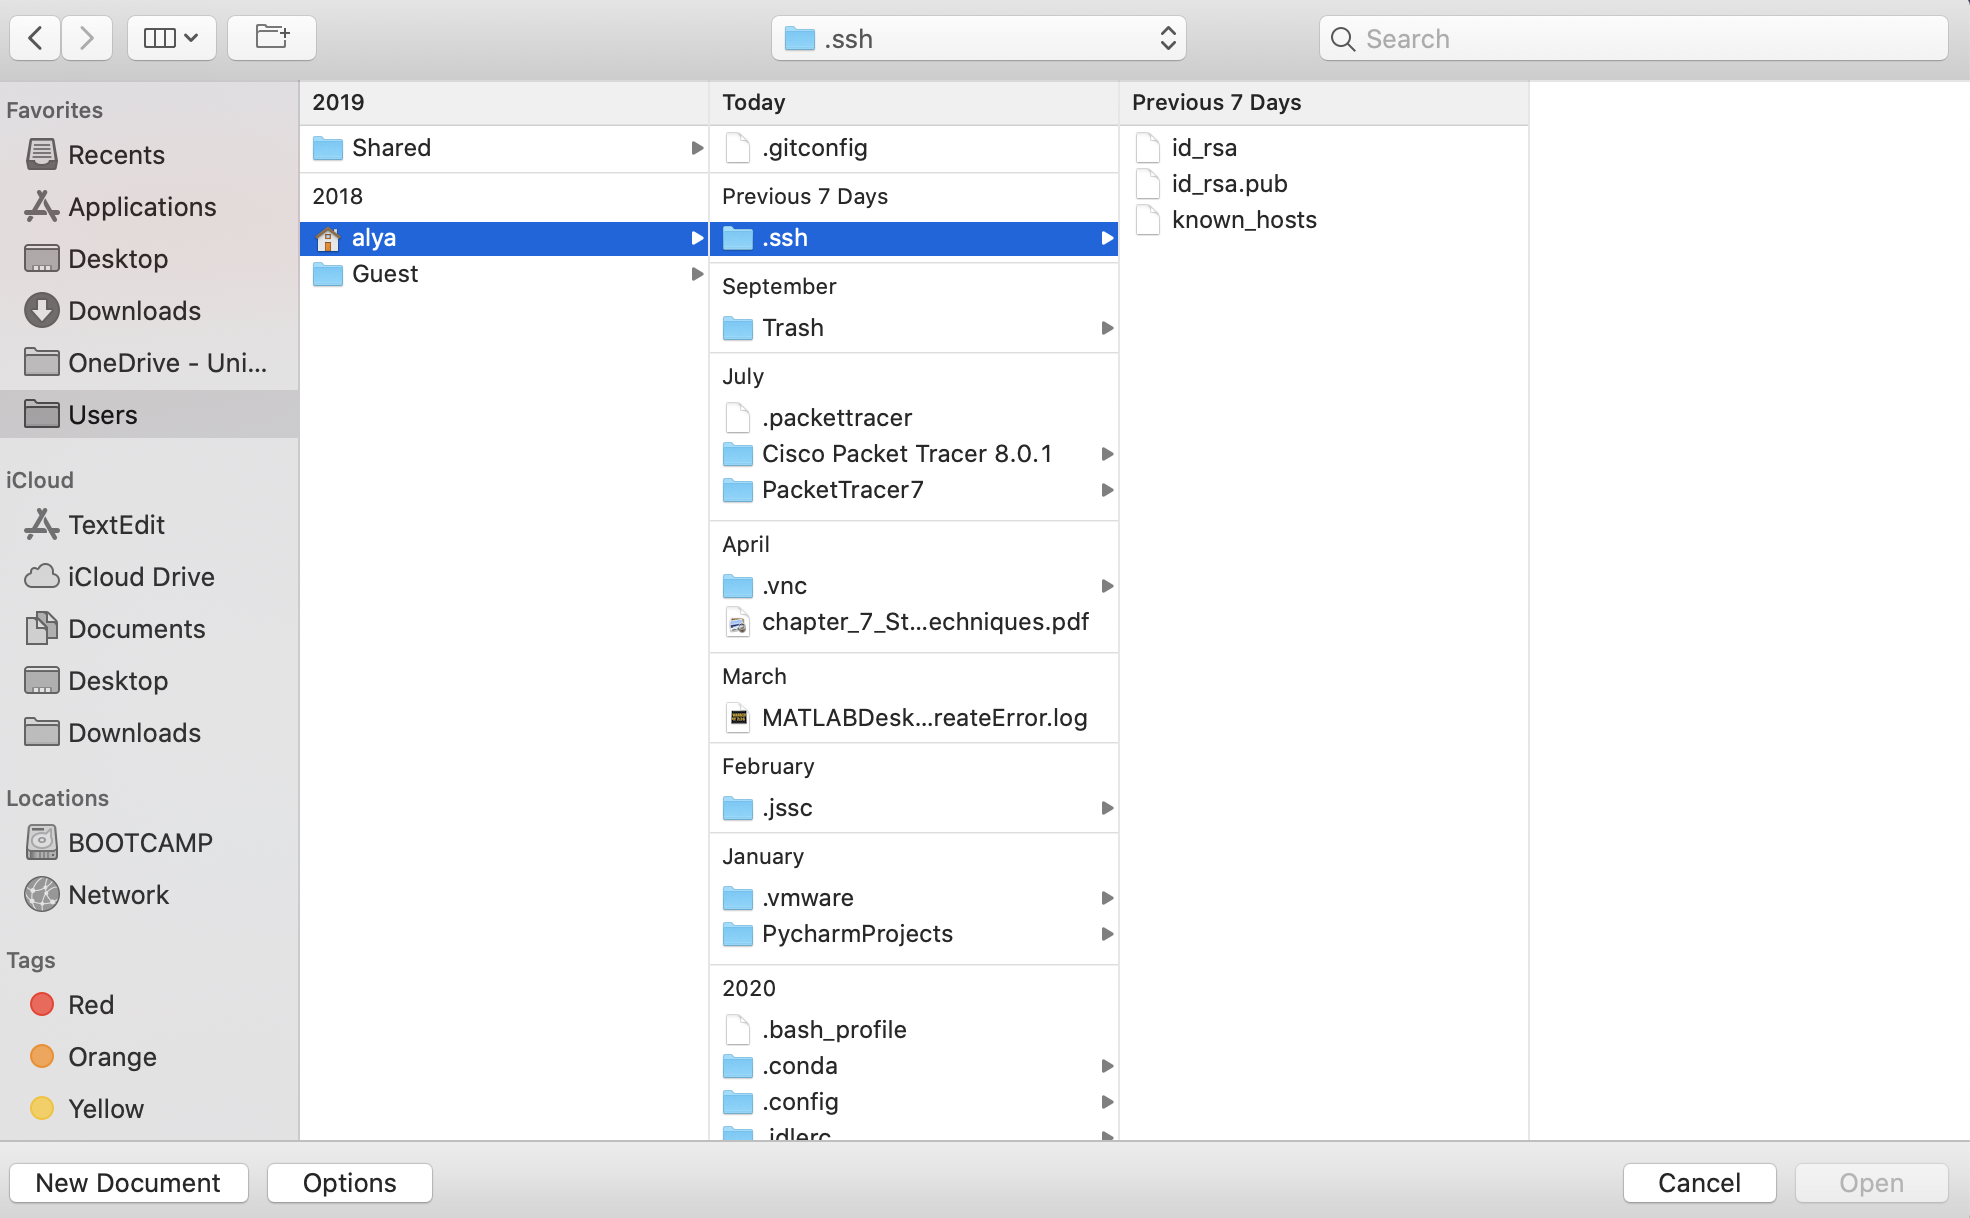 .ssh
Search
Favorites
Recents
Applications
Desktop
Downloads
OneDrive - Uni...
Users
iCloud
TextEdit
iCloud Drive
Documents
Desktop
Downloads
Locations
BOOTCAMP
Network
Tags
Red
Orange
Yellow
2019
Shared
2018
alya
Guest
Today
.gitconfig
Previous 7 Days
.ssh
September
Trash
July
.packettracer
Cisco Packet Tracer 8.0.1
PacketTracer7
April
.vnc
chapter_7_St...echniques.pdf
March
MATLABDesk...reateError.log
February
.jssc
January
.vmware
PycharmProjects
2020
.bash_profile
.conda
.config
.idlerc
Previous 7 Days
id_rsa
id_rsa.pub
known_hosts
New Document
Options
Cancel
Open